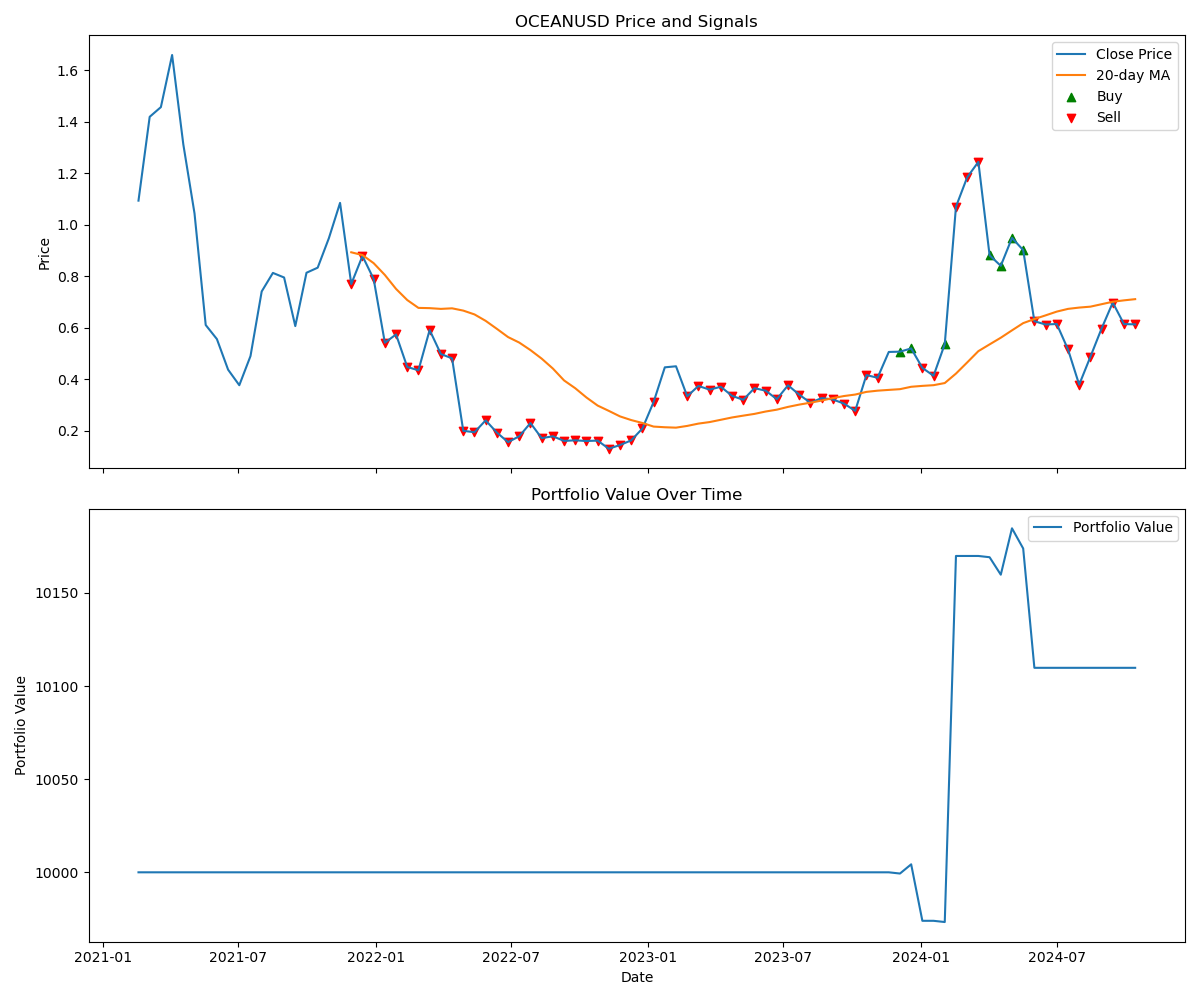 OCEANUSD Price and Signals
Price
1.6
1.4
1.2
1.0
0.8
0.6
0.4
0.2
Close Price
20-day MA
Buy
Sell
Portfolio Value Over Time
Portfolio Value
10150
10100
10050
10000
Portfolio Value
2021-01
2021-07
2022-01
2022-07
2023-01
2023-07
2024-01
2024-07
Date